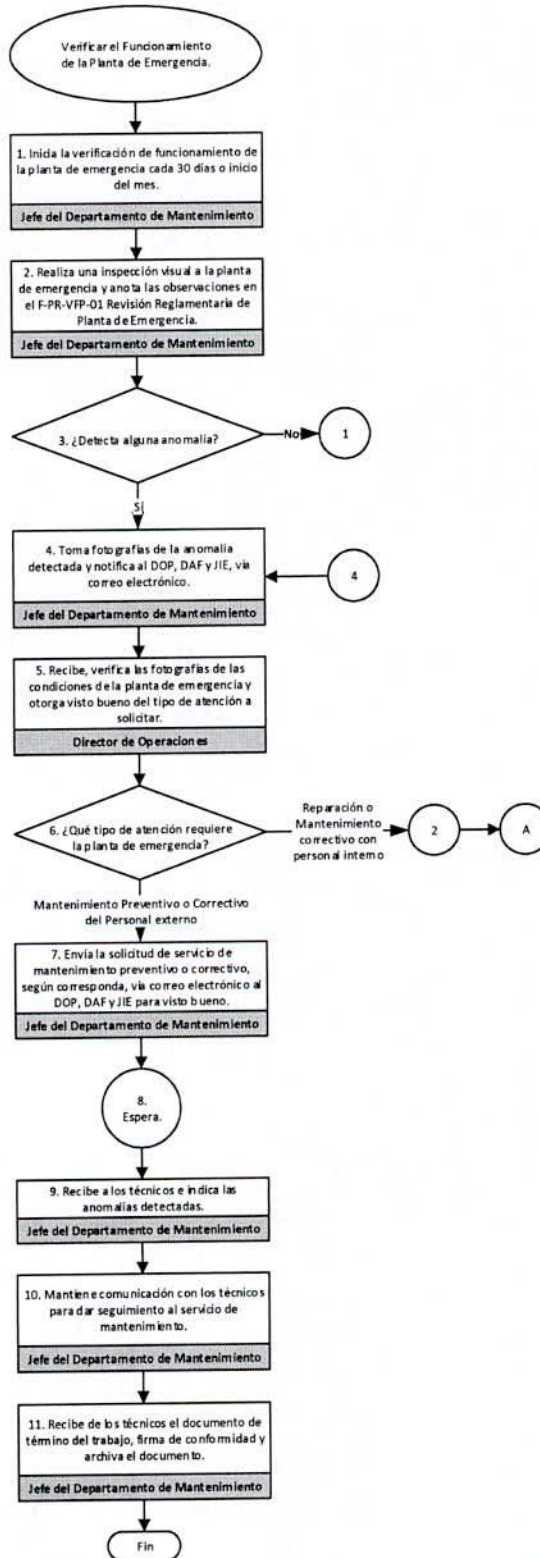 Verificar el Funcionamiento
de la Planta de Emergencia.
1. Inicia la verificación de funcionamiento de
la planta de emergencia cada 30 días o inicio
del mes.
Jefe del Departamento de Mantenimiento
2. Realiza una inspección visual a la planta
de emergencia y anota las observaciones en
el F-PR-VFP-01 Revisión Reglamentaria de
Planta de Emergencia.
Jefe del Departamento de Mantenimiento
3. ¿Detecta alguna anomalía?
No
1
Sí
4. Toma fotografías de la anomalía
detectada y notifica al DOP, DAF y JIE, vía
correo electrónico.
Jefe del Departamento de Mantenimiento
4
5. Recibe, verifica las fotografías de las
condiciones de la planta de emergencia y
otorga visto bueno del tipo de atención a
solicitar.
Director de Operaciones
6. ¿Qué tipo de atención requiere
la planta de emergencia?
Reparación o
Mantenimiento
correctivo con
personal interno
2
A
Mantenimiento Preventivo o Correctivo
del Personal externo
7. Envía la solicitud de servicio de
mantenimiento preventivo o correctivo,
según corresponda, vía correo electrónico al
DOP, DAF y JIE para visto bueno.
Jefe del Departamento de Mantenimiento
8.
Espera.
9. Recibe a los técnicos e indica las
anomalías detectadas.
Jefe del Departamento de Mantenimiento
10. Mantiene comunicación con los técnicos
para dar seguimiento al servicio de
mantenimiento.
Jefe del Departamento de Mantenimiento
11. Recibe de los técnicos el documento de
término del trabajo, firma de conformidad y
archiva el documento.
Jefe del Departamento de Mantenimiento
Fin